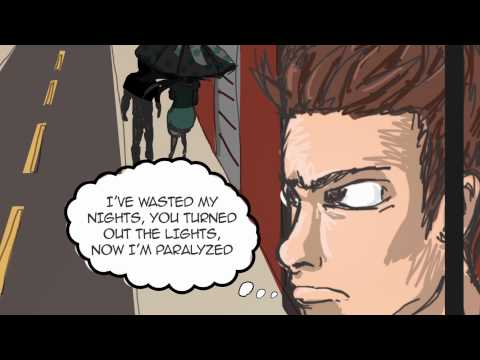 I'VE WASTED MY
NIGHTS, YOU TURNED
OUT THE LIGHTS,
NOW I'M PARALYZED